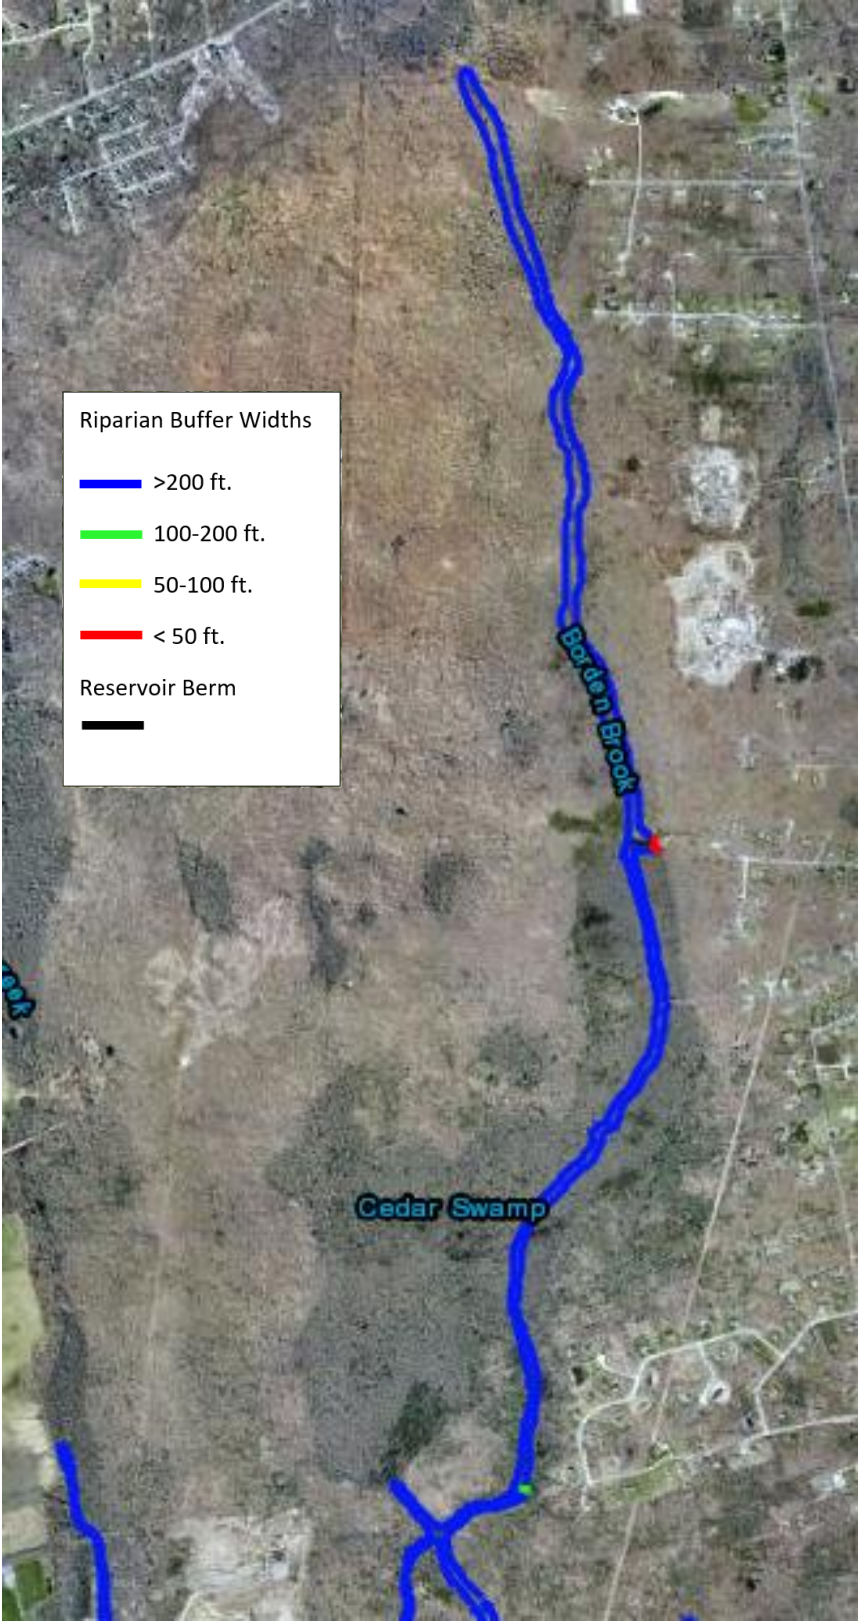 Riparian Buffer Widths
>200 ft.
100-200 ft.
50-100 ft.
< 50 ft.
Reservoir Berm
Borden Brook
Cedar Swamp